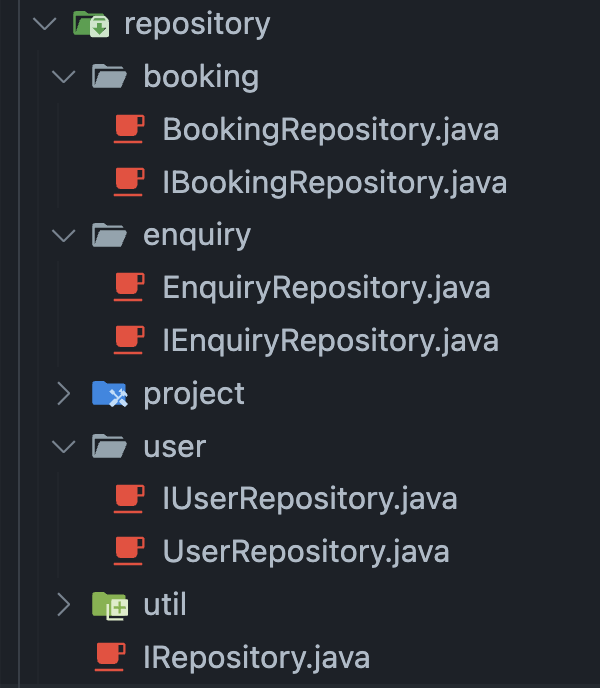 repository
booking
BookingRepository.java
IBookingRepository.java
enquiry
EnquiryRepository.java
IEnquiryRepository.java
project
user
IUserRepository.java
UserRepository.java
util
IRepository.java